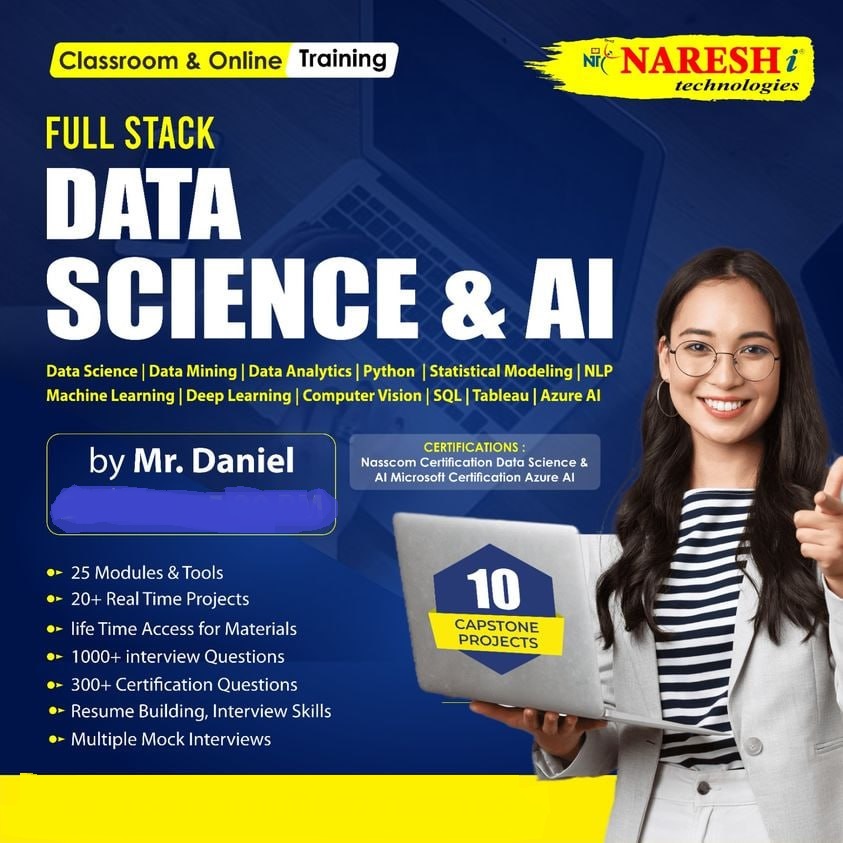 Classroom & Online Training
NT NARESH i
technologies
FULL STACK
DATA
SCIENCE & AI
Data Science | Data Mining | Data Analytics | Python | Statistical Modeling | NLP
Machine Learning | Deep Learning | Computer Vision | SQL | Tableau | Azure AI
by Mr. Daniel
CERTIFICATIONS :
Nasscom Certification Data Science &
AI Microsoft Certification Azure AI
25 Modules & Tools
20+ Real Time Projects
life Time Access for Materials
1000+ interview Questions
300+ Certification Questions
Resume Building, Interview Skills
Multiple Mock Interviews
10
CAPSTONE
PROJECTS